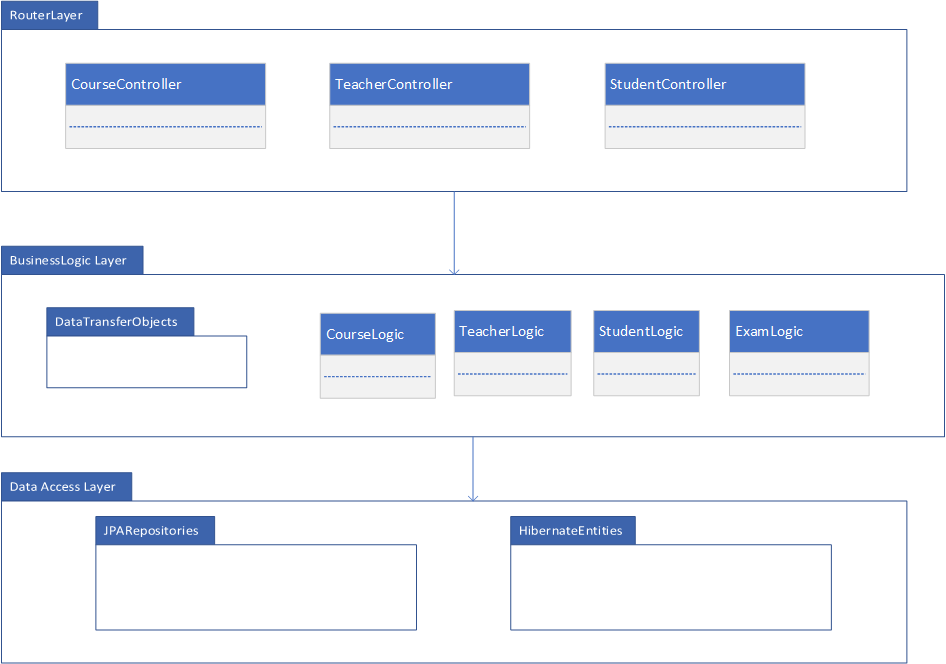 RouterLayer
CourseController
TeacherController
StudentController
BusinessLogic Layer
DataTransferObjects
CourseLogic
TeacherLogic
StudentLogic
ExamLogic
Data Access Layer
JPARepositories
HibernateEntities